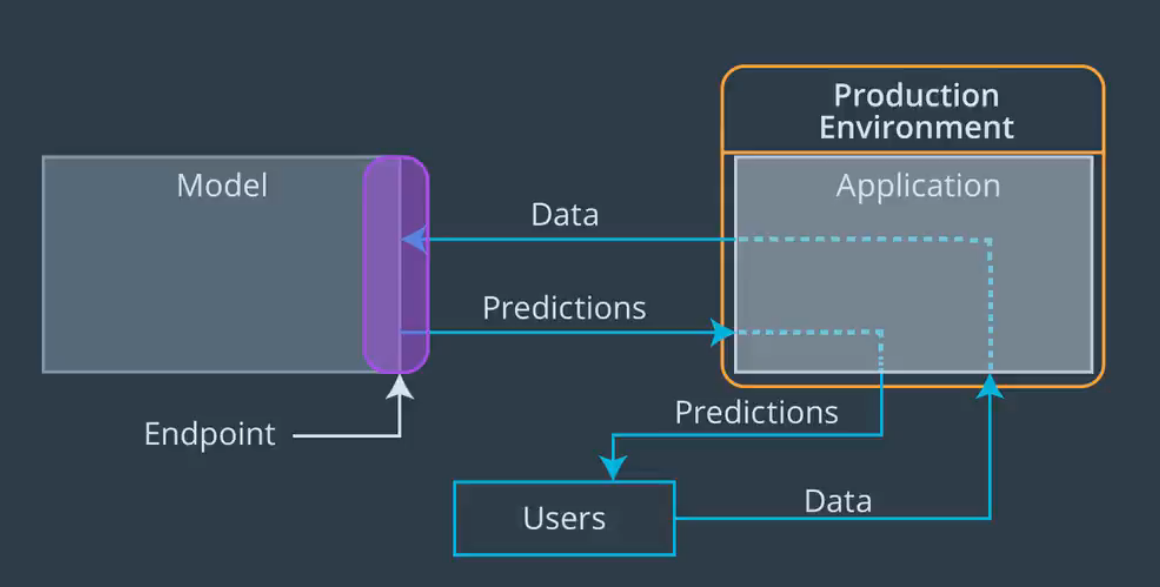 Production
Environment
Model
Application
Data
Predictions
Predictions
Endpoint
Data
Users